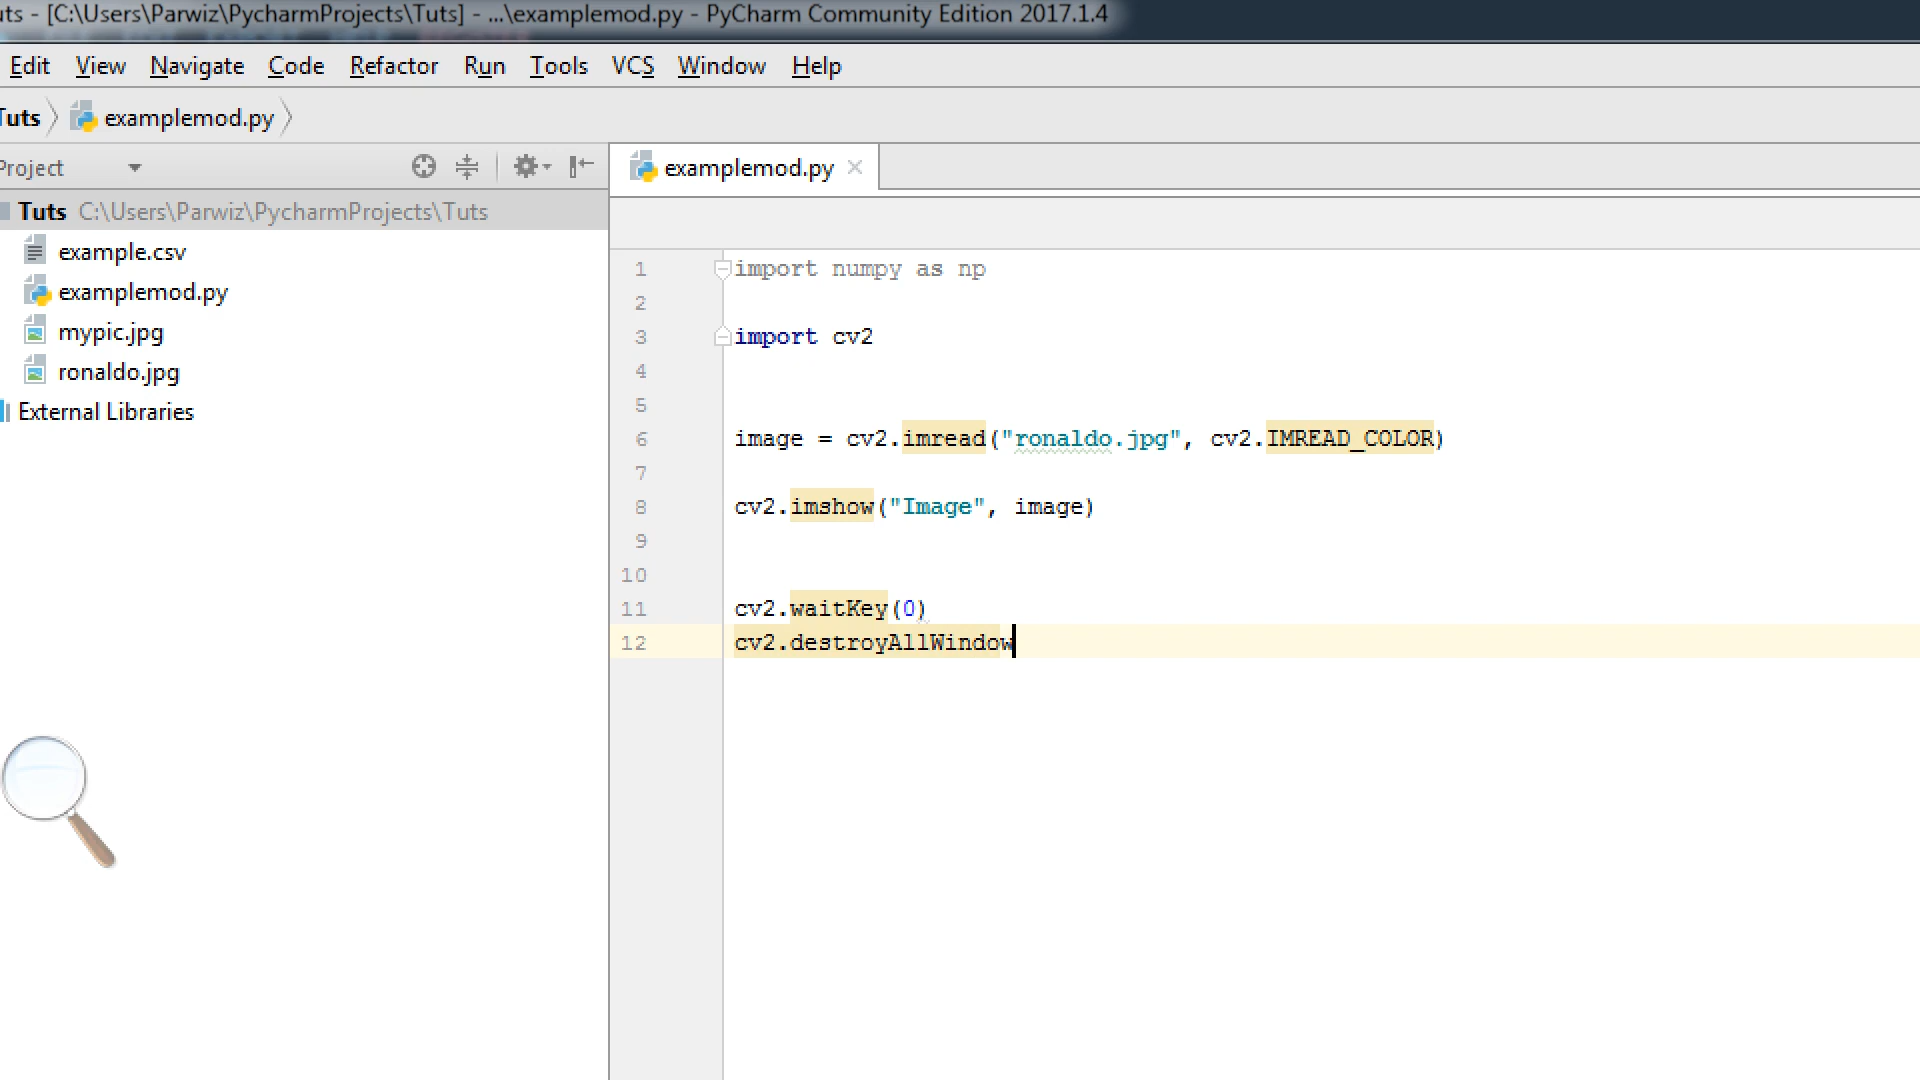 uts - [C:\Users\Parwiz\PycharmProjects\Tuts] - ...\examplemod.py - PyCharm Community Edition 2017.1.4
Edit View Navigate Code Refactor Run Tools VCS Window Help
Tuts examplemod.py
Project
examplemod.py
Tuts C:\Users\Parwiz\PycharmProjects\Tuts
example.csv
examplemod.py
mypic.jpg
ronaldo.jpg
External Libraries
1 import numpy as np
2
3 import cv2
4
5
6 image = cv2.imread("ronaldo.jpg", cv2.IMREAD_COLOR)
7
8 cv2.imshow("Image", image)
9
10
11 cv2.waitKey(0)
12 cv2.destroyAllWindow